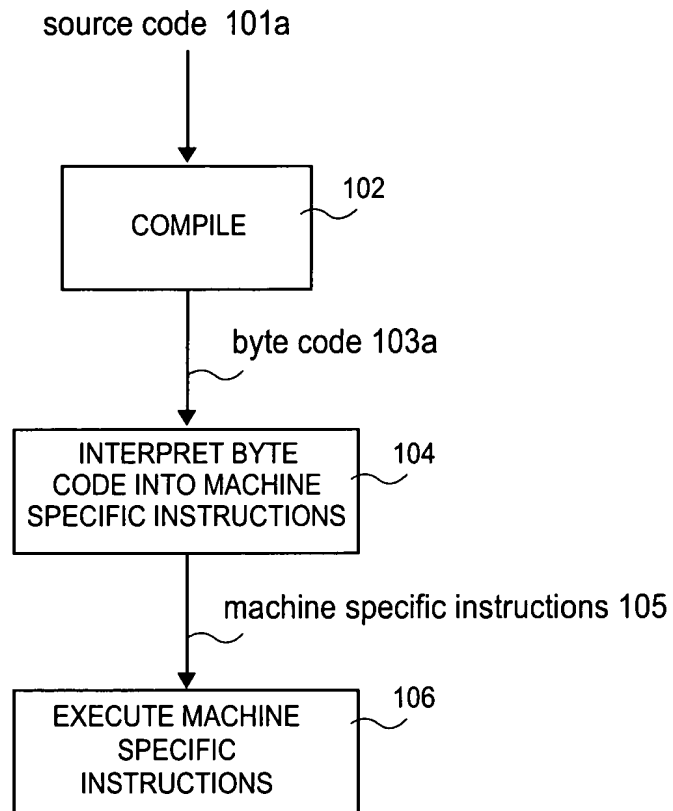 source code 101a
COMPILE
102
byte code 103a
INTERPRET BYTE
CODE INTO MACHINE
SPECIFIC INSTRUCTIONS
104
machine specific instructions 105
EXECUTE MACHINE
SPECIFIC
INSTRUCTIONS
106